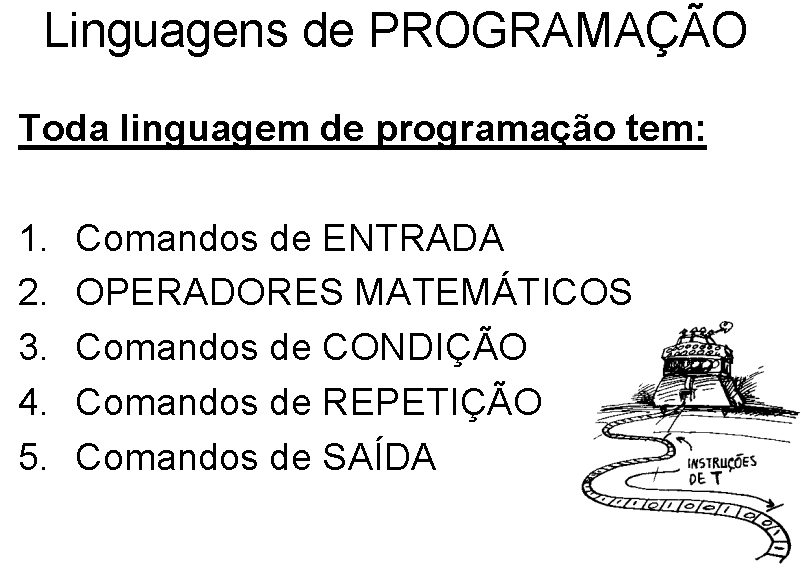 Linguagens de PROGRAMAÇÃO
Toda linguagem de programação tem:
1. Comandos de ENTRADA
2. OPERADORES MATEMÁTICOS
3. Comandos de CONDIÇÃO
4. Comandos de REPETIÇÃO
5. Comandos de SAÍDA
INSTRUÇÕES
DE T